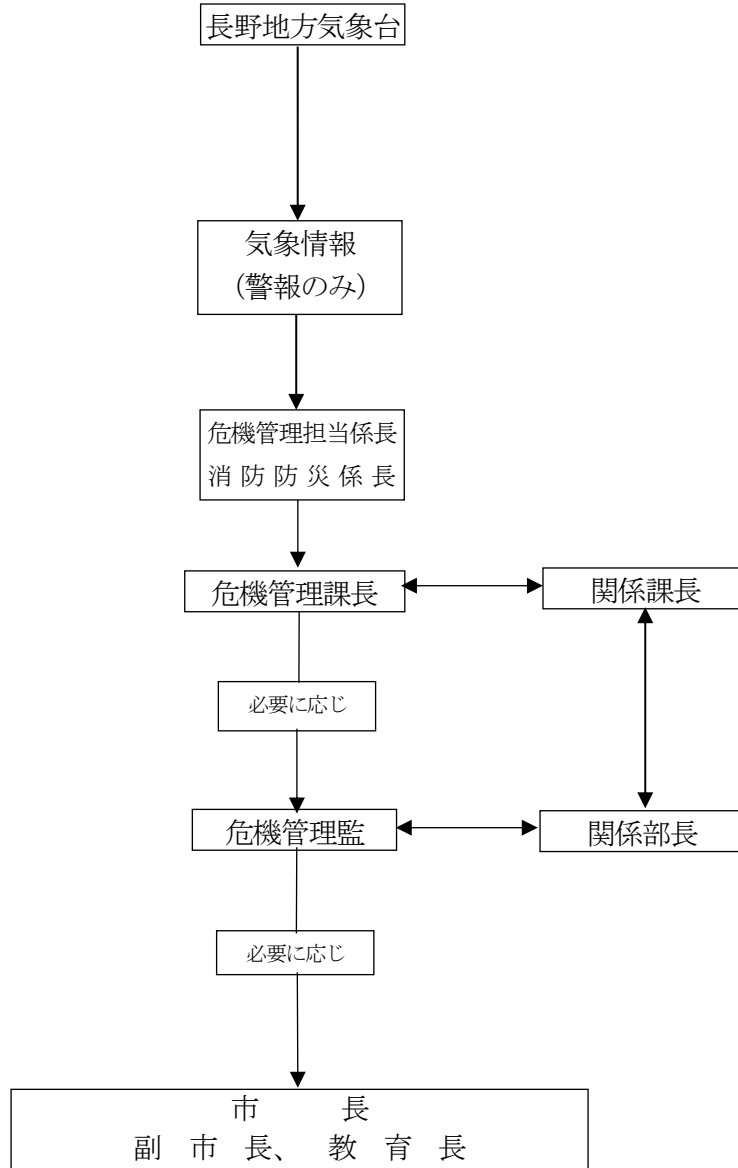 長野地方気象台
気象情報
(警報のみ)
危機管理担当係長
消 防 防 災 係 長
危機管理課長
関係課長
必要に応じ
危機管理監
関係部長
必要に応じ
市　　　長
副　市　長、　教　育　長